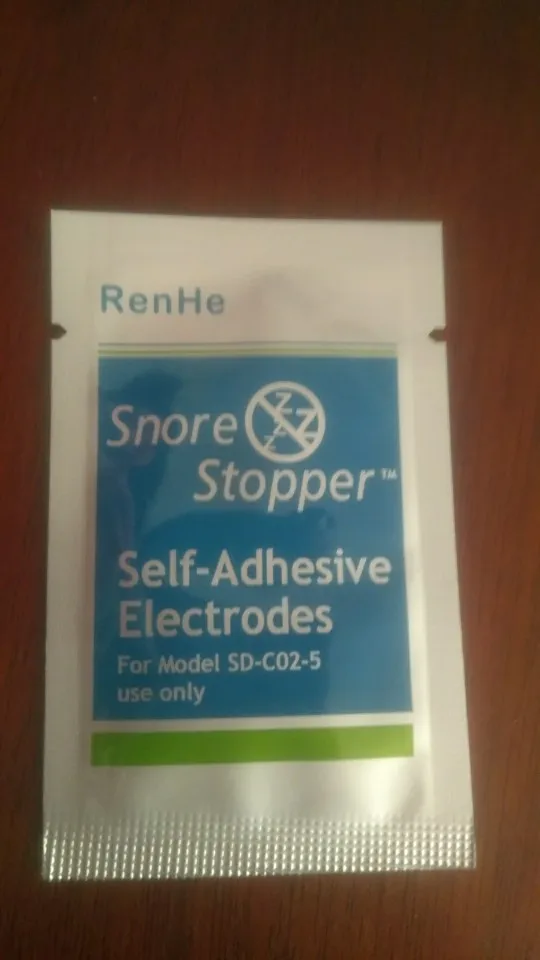 RenHe
Snore
Stopper™
Self-Adhesive
Electrodes
For Model SD-C02-5
use only